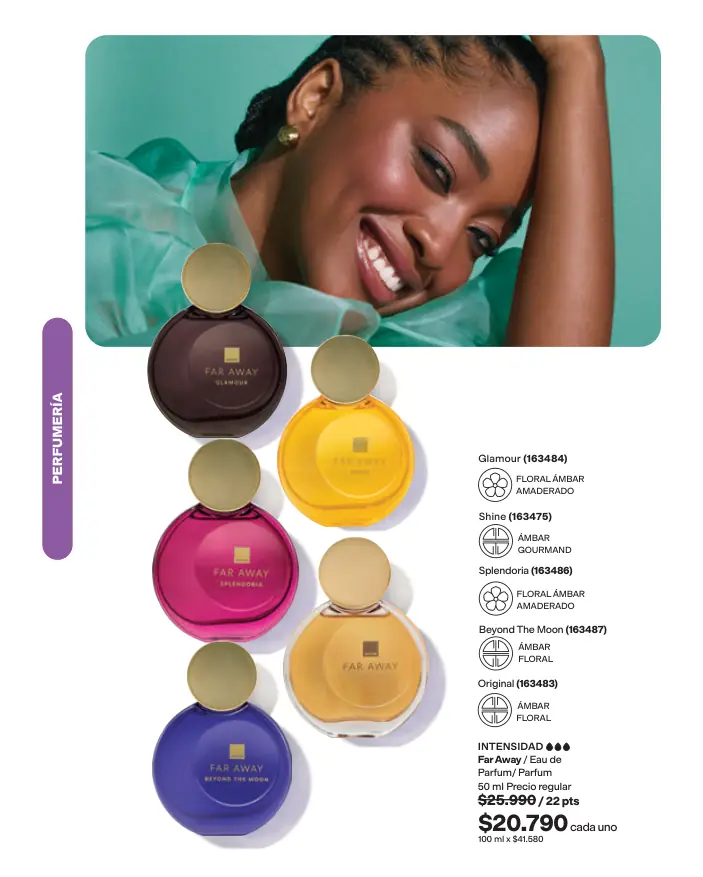 PERFUMERÍA
FAR AWAY
GLAMOUR
FAR AWAY
FAR AWAY
SPLENDORIA
FAR AWAY
FAR AWAY
BEYOND THE MOON
Glamour (163484)
FLORAL ÁMBAR
AMADERADO
Shine (163475)
ÁMBAR
GOURMAND
Splendoria (163486)
FLORAL ÁMBAR
AMADERADO
Beyond The Moon (163487)
ÁMBAR
FLORAL
Original (163483)
ÁMBAR
FLORAL
INTENSIDAD
Far Away / Eau de
Parfum/ Parfum
50 ml Precio regular
$25.990 / 22 pts
$20.790 cada uno
100 ml x $41.580